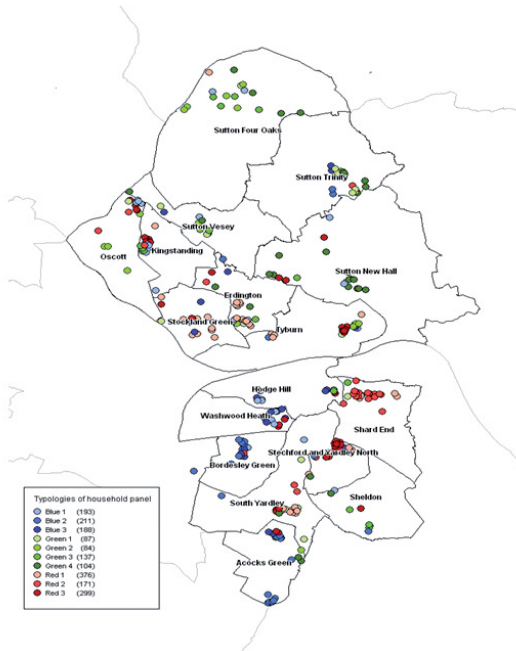 Sutton Four Oaks
Sutton Trinity
Sutton Vesey
Kingstanding
Oscott
Sutton New Hall
Erdington
Stockland Green
Tyburn
Hodge Hill
Washwood Heath
Shard End
Stechford and Yardley North
Bordesley Green
Sheldon
South Yardley
Acocks Green
Typologies of household panel
Blue 1 (193)
Blue 2 (211)
Blue 3 (188)
Green 1 (87)
Green 2 (84)
Green 3 (137)
Green 4 (104)
Red 1 (376)
Red 2 (171)
Red 3 (299)